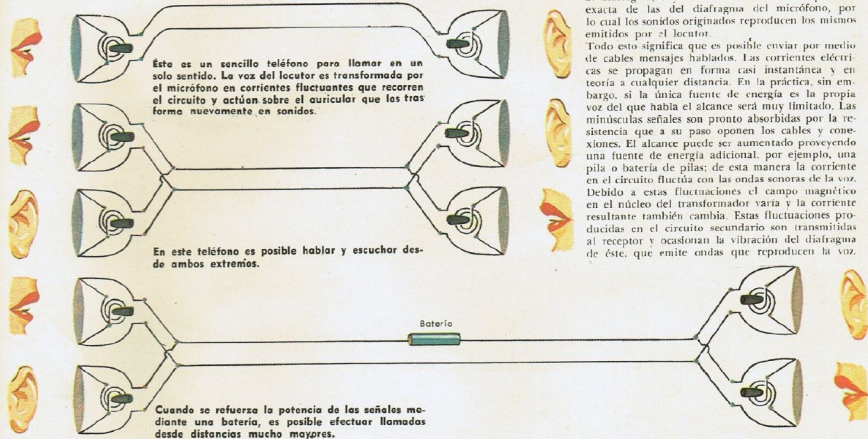 Éste es un sencillo teléfono para llamar en un
solo sentido. La voz del locutor es transformada por
el micrófono en corrientes fluctuantes que recorren
el circuito y actúan sobre el auricular que las tras
forma nuevamente en sonidos.
En este teléfono es posible hablar y escuchar des-
de ambos extremos.
Batería
Cuando se refuerza la potencia de las señales me-
diante una batería, es posible efectuar llamadas
desde distancias mucho mayores.
exacta de las del diafragma del micrófono, por
lo cual los sonidos originados reproducen los mismos
emitidos por el locutor.
Todo esto significa que es posible enviar por medio
de cables mensajes hablados. Las corrientes eléctri-
cas se propagan en forma casi instantánea y en
teoría a cualquier distancia. En la práctica, sin em-
bargo, si la única fuente de energía es la propia
voz del que habla el alcance será muy limitado. Las
minúsculas señales son pronto absorbidas por la re-
sistencia que a su paso oponen los cables y cone-
xiones. El alcance puede ser aumentado proveyendo
una fuente de energía adicional, por ejemplo, una
pila o batería de pilas; de esta manera la corriente
en el circuito fluctúa con las ondas sonoras de la voz.
Debido a estas fluctuaciones el campo magnético
en el núcleo del transformador varía y la corriente
resultante también cambia. Estas fluctuaciones pro-
ducidas en el circuito secundario son transmitidas
al receptor y ocasionan la vibración del diafragma
de éste, que emite ondas que reproducen la voz.